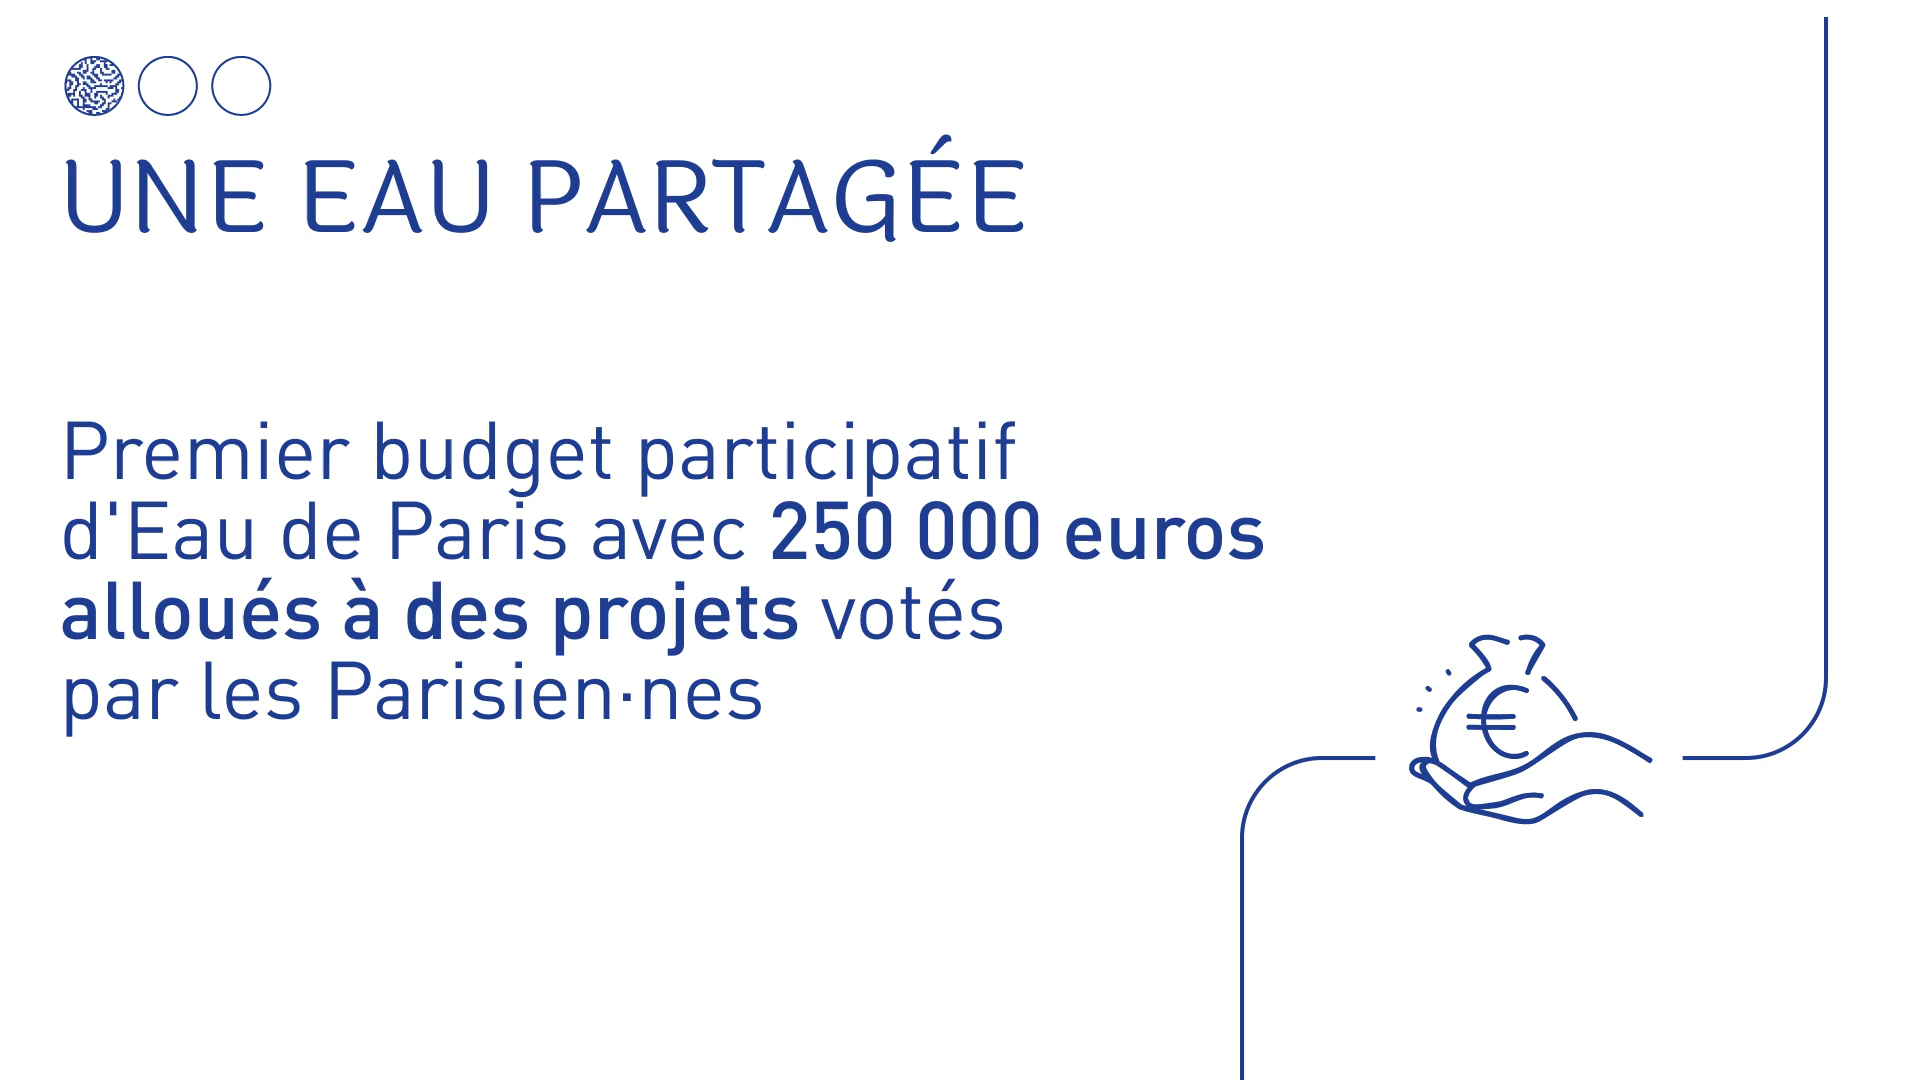 UNE EAU PARTAGÉE
Premier budget participatif
d'Eau de Paris avec 250 000 euros
alloués à des projets votés
par les Parisien·nes
€